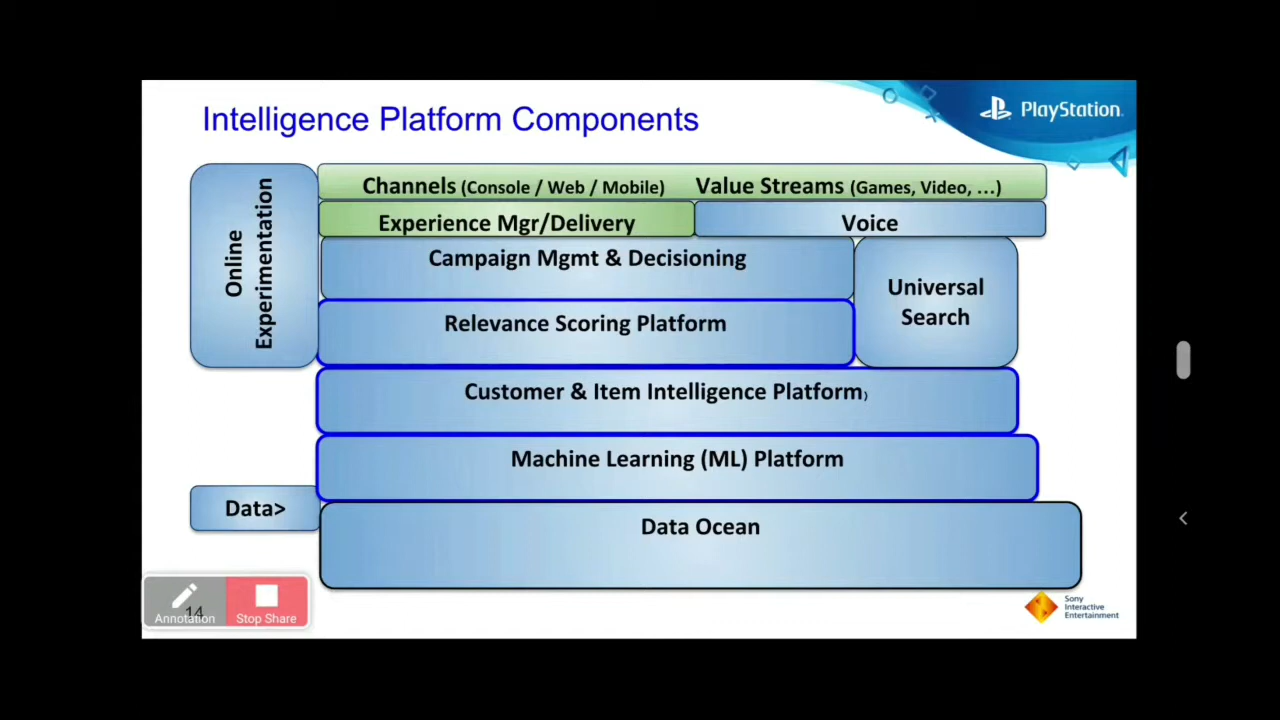 Intelligence Platform Components
PlayStation
Online
Experimentation
Channels (Console / Web / Mobile) Value Streams (Games, Video, …)
Experience Mgr/Delivery
Voice
Campaign Mgmt & Decisioning
Universal
Search
Relevance Scoring Platform
Customer & Item Intelligence Platform)
Machine Learning (ML) Platform
Data>
Data Ocean
14
Annotation
Stop Share
Sony
Interactive
Entertainment